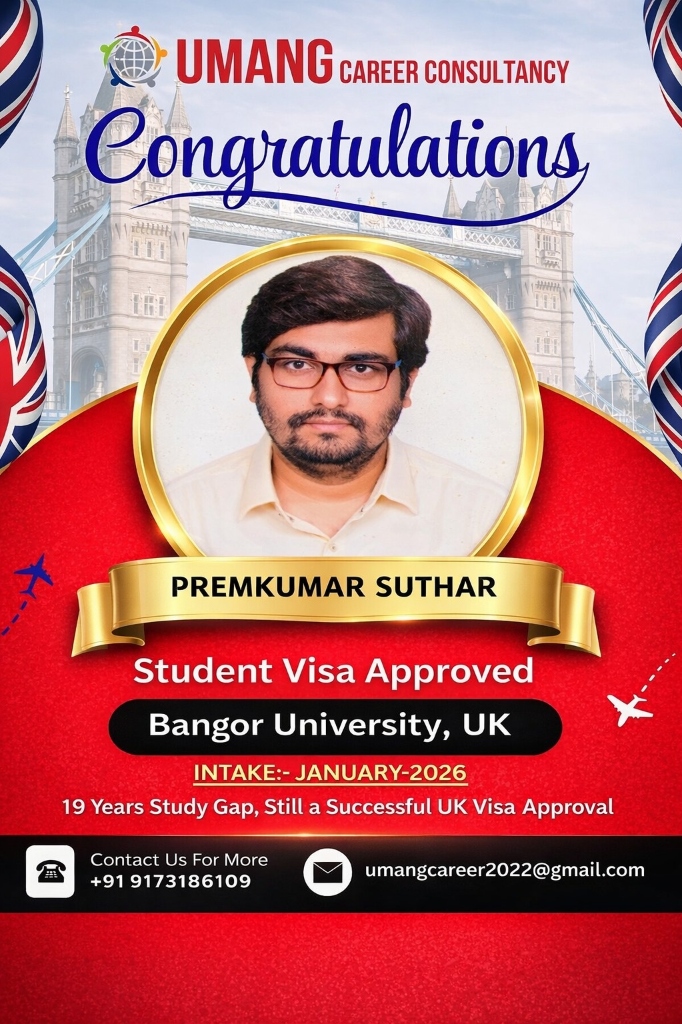 UMANG CAREER CONSULTANCY
Congratulations
PREMKUMAR SUTHAR
Student Visa Approved
Bangor University, UK
INTAKE:- JANUARY-2026
19 Years Study Gap, Still a Successful UK Visa Approval
Contact Us For More
+91 9173186109
umangcareer2022@gmail.com